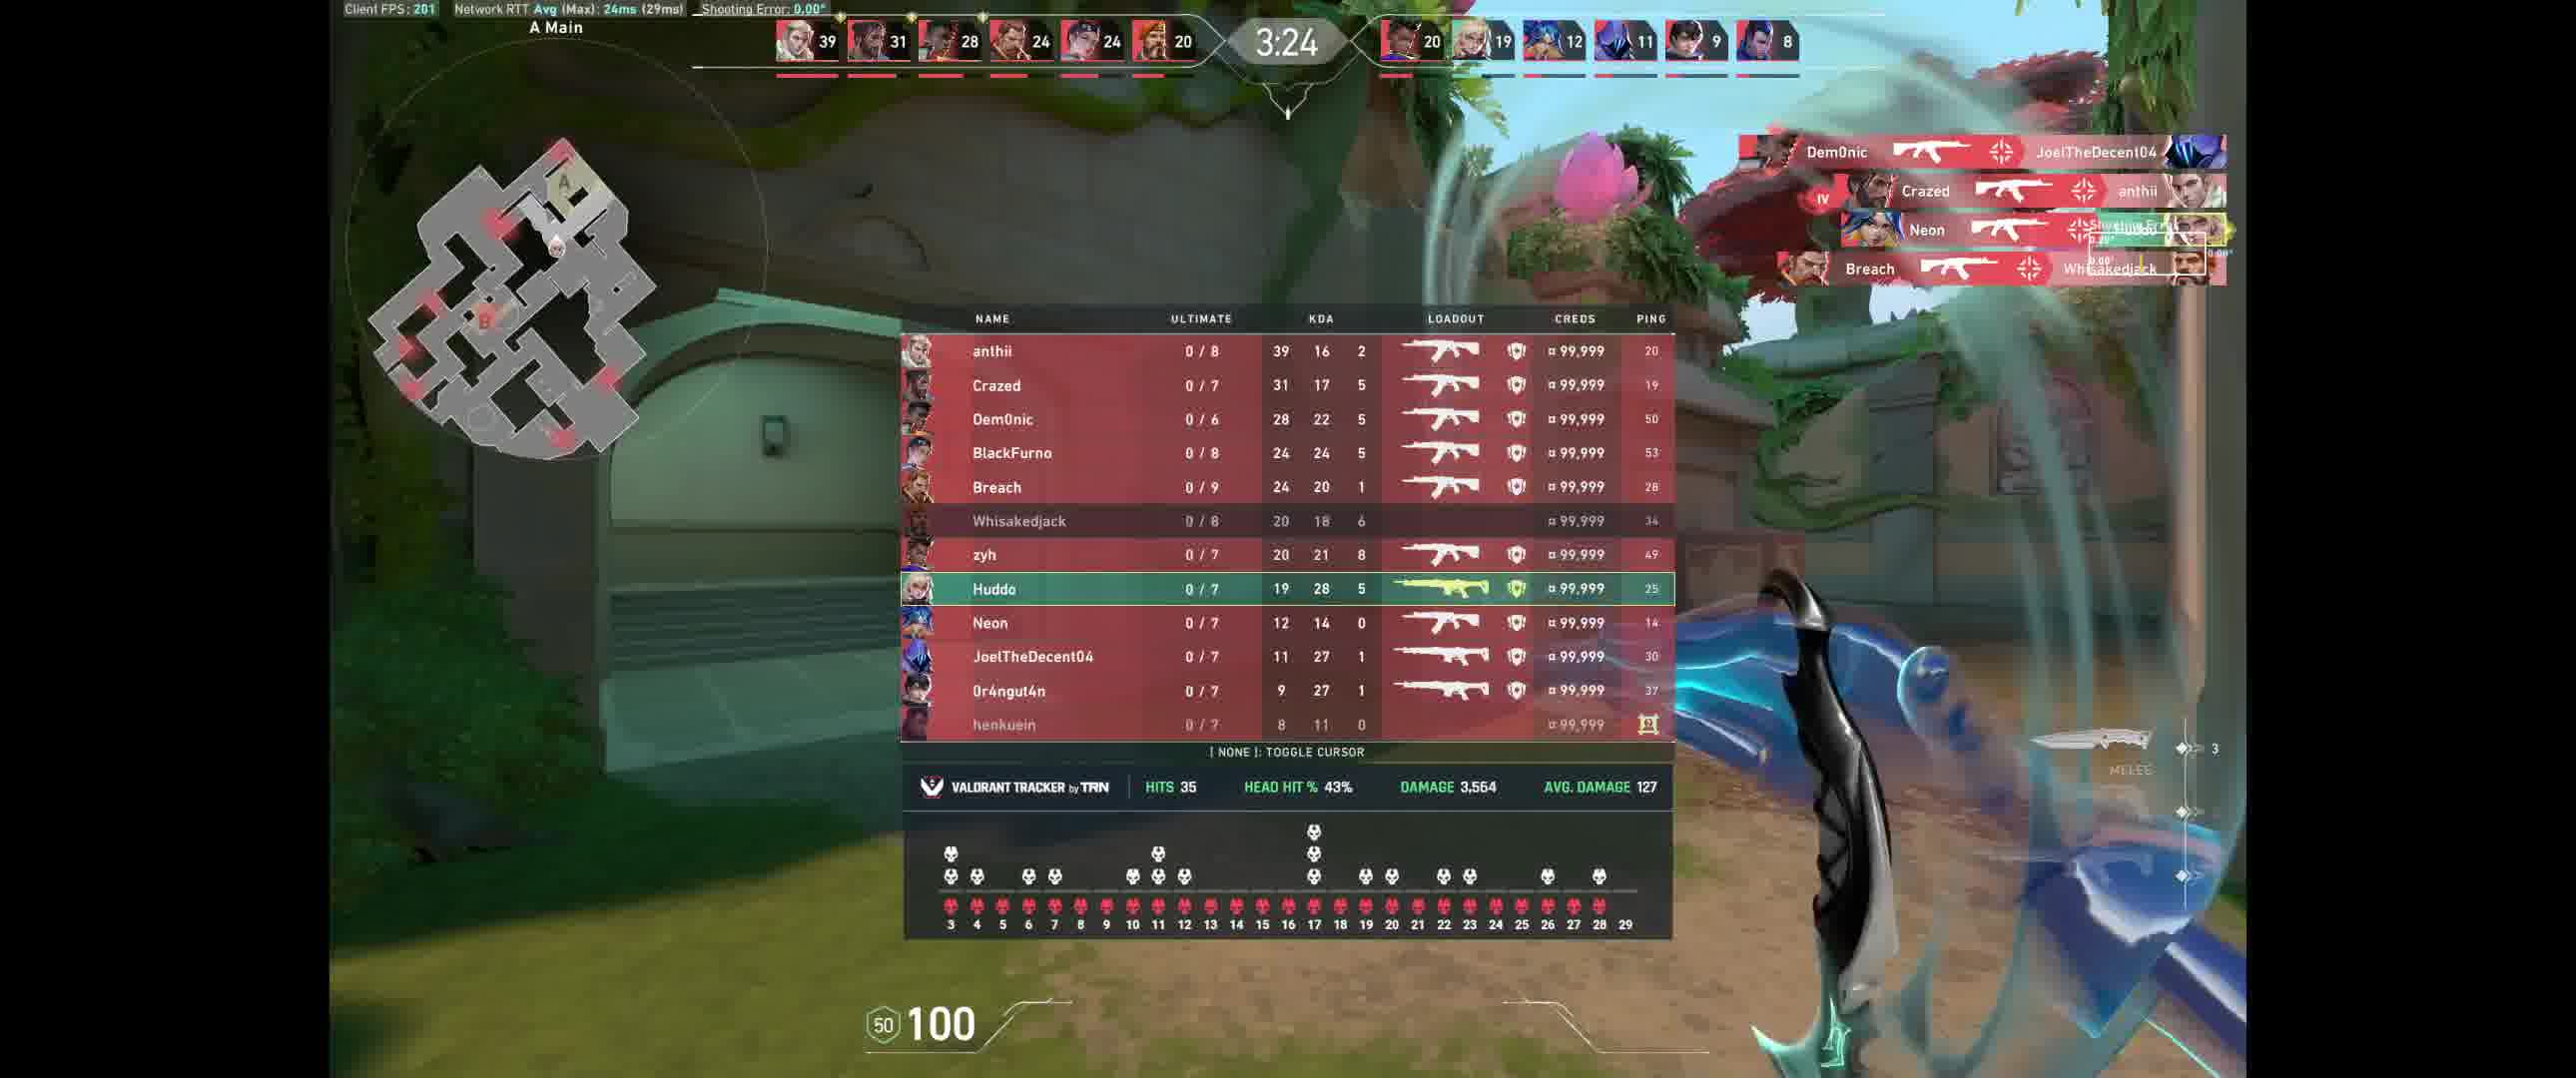 Client FPS: 201 Network RTT Avg (Max): 24ms (29ms) Shooting Error: 0.00°
A Main
39 31 28 24 24 20 3:24 20 19 12 11 9 8
A
B
Dem0nic JoelTheDecent04
IV Crazed anthii
Neon Huddo
Breach Whisakedjack
0.00°
0.00°
NAME ULTIMATE KDA LOADOUT CREDS PING
anthii 0 / 8 39 16 2 ¤ 99,999 20
Crazed 0 / 7 31 17 5 ¤ 99,999 19
Dem0nic 0 / 6 28 22 5 ¤ 99,999 50
BlackFurno 0 / 8 24 24 5 ¤ 99,999 53
Breach 0 / 9 24 20 1 ¤ 99,999 28
Whisakedjack 0 / 8 20 18 6 ¤ 99,999 34
zyh 0 / 7 20 21 8 ¤ 99,999 49
Huddo 0 / 7 19 28 5 ¤ 99,999 25
Neon 0 / 7 12 14 0 ¤ 99,999 14
JoelTheDecent04 0 / 7 11 27 1 ¤ 99,999 30
0r4ngut4n 0 / 7 9 27 1 ¤ 99,999 37
henkuein 0 / 7 8 11 0 ¤ 99,999
[ NONE ]: TOGGLE CURSOR
VALORANT TRACKER by TRN HITS 35 HEAD HIT % 43% DAMAGE 3,564 AVG. DAMAGE 127
3 4 5 6 7 8 9 10 11 12 13 14 15 16 17 18 19 20 21 22 23 24 25 26 27 28 29
3
MELEE
50 100